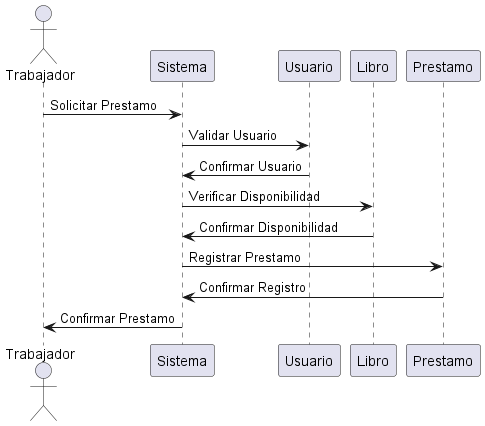 Trabajador
Sistema
Usuario
Libro
Prestamo
Solicitar Prestamo
Validar Usuario
Confirmar Usuario
Verificar Disponibilidad
Confirmar Disponibilidad
Registrar Prestamo
Confirmar Registro
Confirmar Prestamo
Trabajador
Sistema
Usuario
Libro
Prestamo